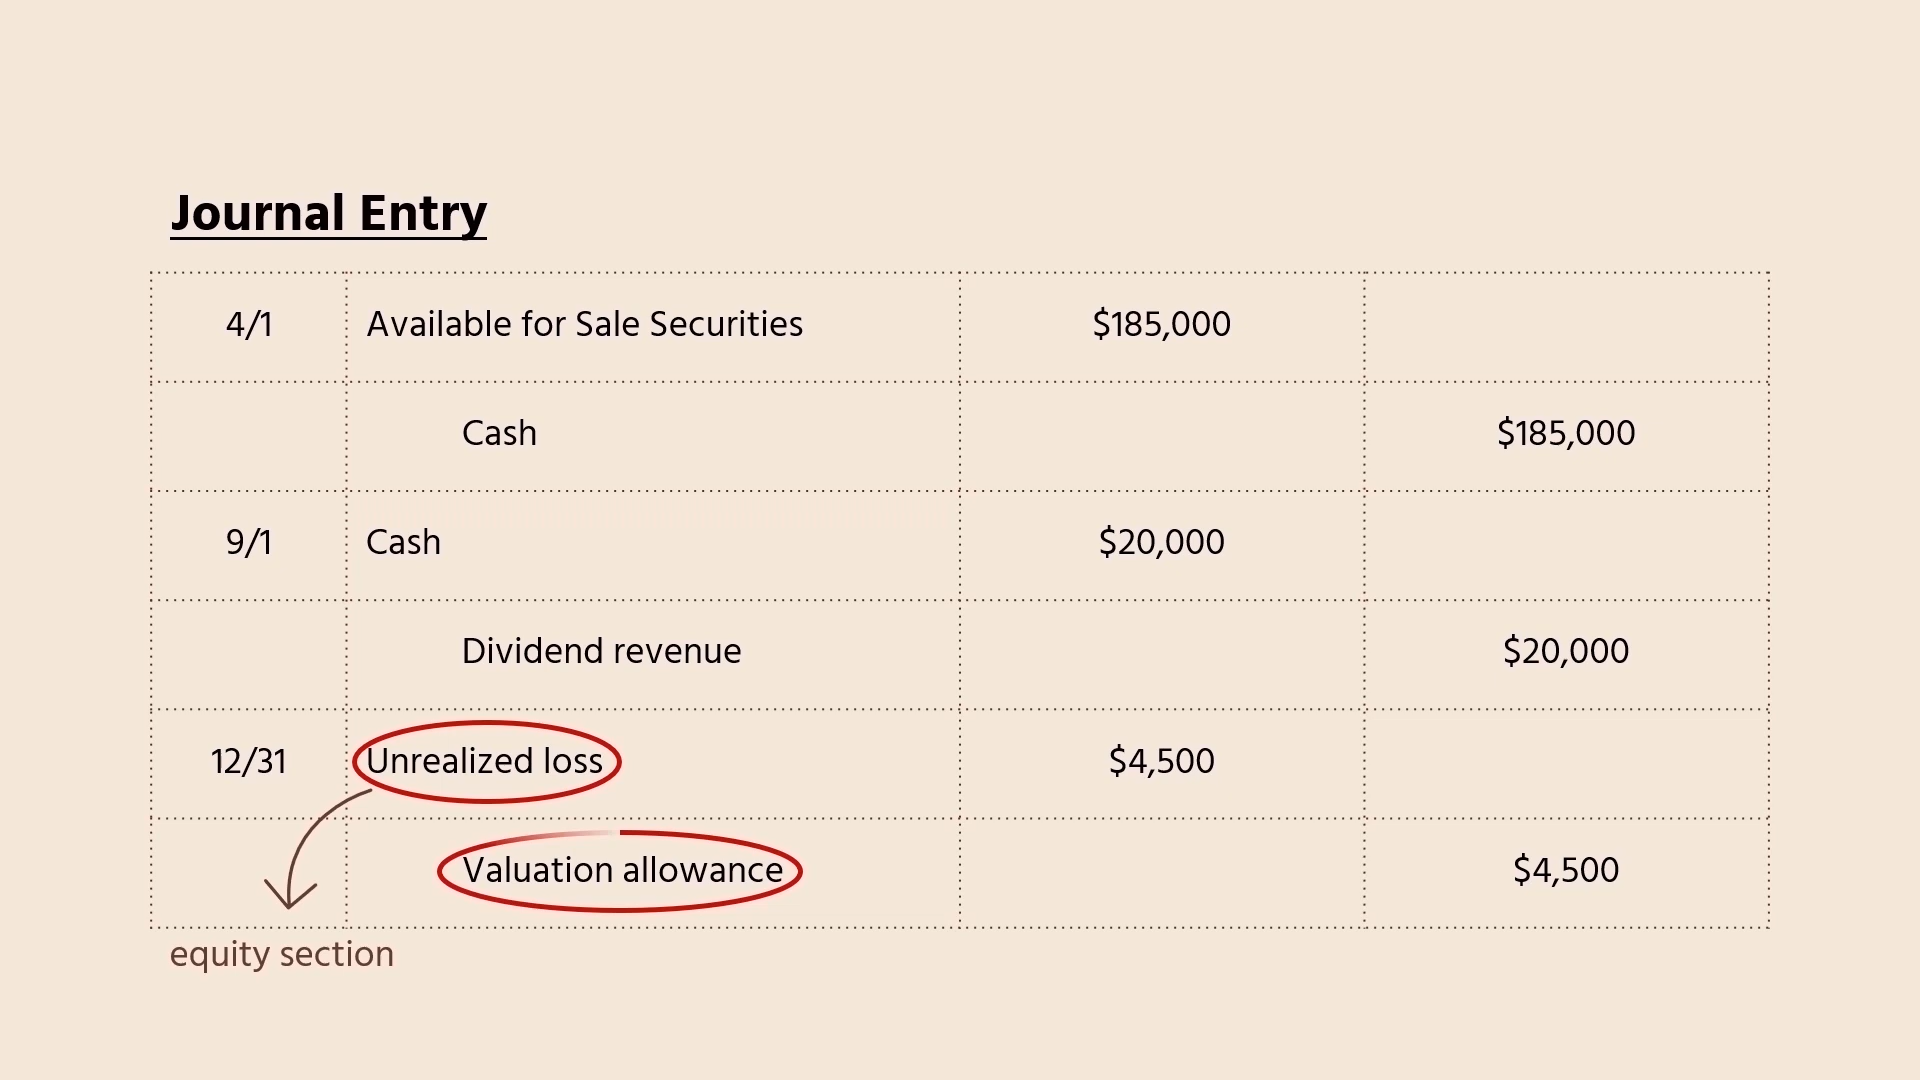 Journal Entry
4/1 Available for Sale Securities $185,000
Cash $185,000
9/1 Cash $20,000
Dividend revenue $20,000
12/31 Unrealized loss $4,500
Valuation allowance $4,500
equity section